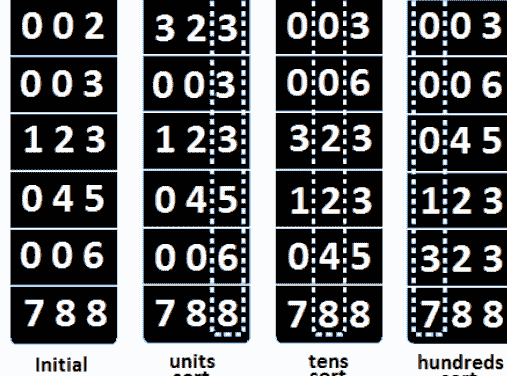 0 0 2   3 2 3   0 0 3   0 0 3
0 0 3   0 0 3   0 0 6   0 0 6
1 2 3   1 2 3   3 2 3   0 4 5
0 4 5   0 4 5   1 2 3   1 2 3
0 0 6   0 0 6   0 4 5   3 2 3
7 8 8   7 8 8   7 8 8   7 8 8
Initial   units   tens   hundreds
sort   sort   sort